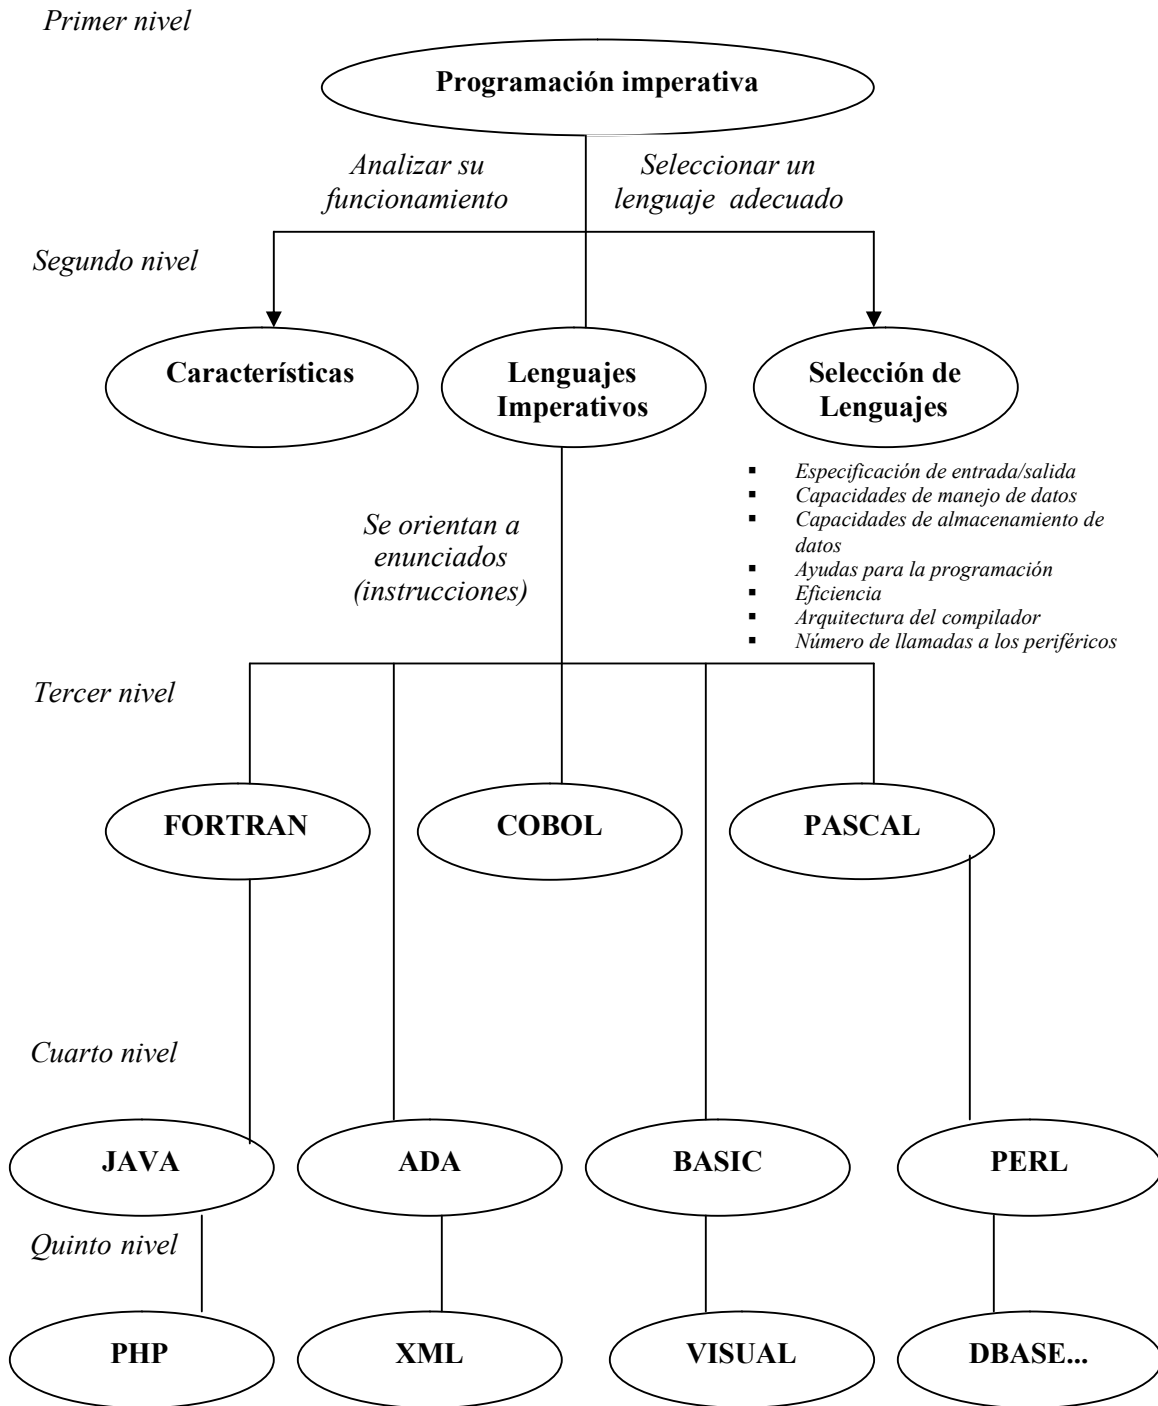 Primer nivel
Programación imperativa
Analizar su
funcionamiento
Seleccionar un
lenguaje adecuado
Segundo nivel
Características
Lenguajes
Imperativos
Selección de
Lenguajes
▪ Especificación de entrada/salida
▪ Capacidades de manejo de datos
▪ Capacidades de almacenamiento de
datos
▪ Ayudas para la programación
▪ Eficiencia
▪ Arquitectura del compilador
▪ Número de llamadas a los periféricos
Se orientan a
enunciados
(instrucciones)
Tercer nivel
FORTRAN
COBOL
PASCAL
Cuarto nivel
JAVA
ADA
BASIC
PERL
Quinto nivel
PHP
XML
VISUAL
DBASE...